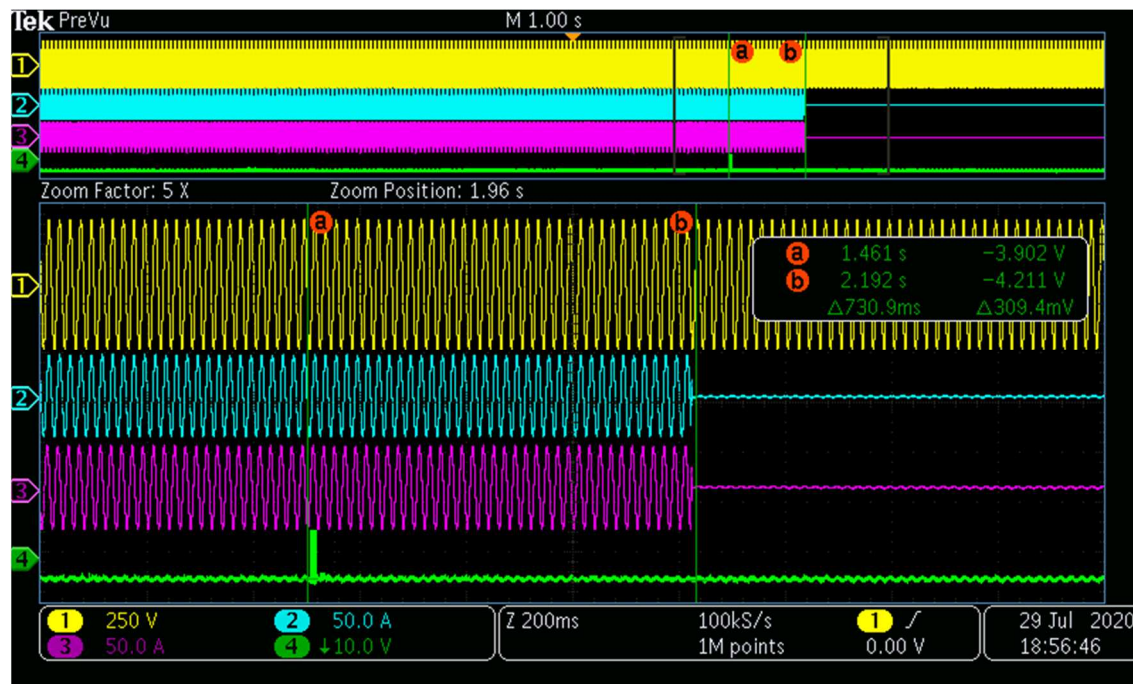 Tek PreVu M 1.00 s
1
a b
2
3
4
Zoom Factor: 5 X Zoom Position: 1.96 s
a b
a 1.461 s −3.902 V
1
b 2.192 s −4.211 V
△730.9ms △309.4mV
2
3
4
1 250 V 2 50.0 A Z 200ms 100kS/s 1 29 Jul 2020
3 50.0 A 4 ↓10.0 V 1M points 0.00 V 18:56:46